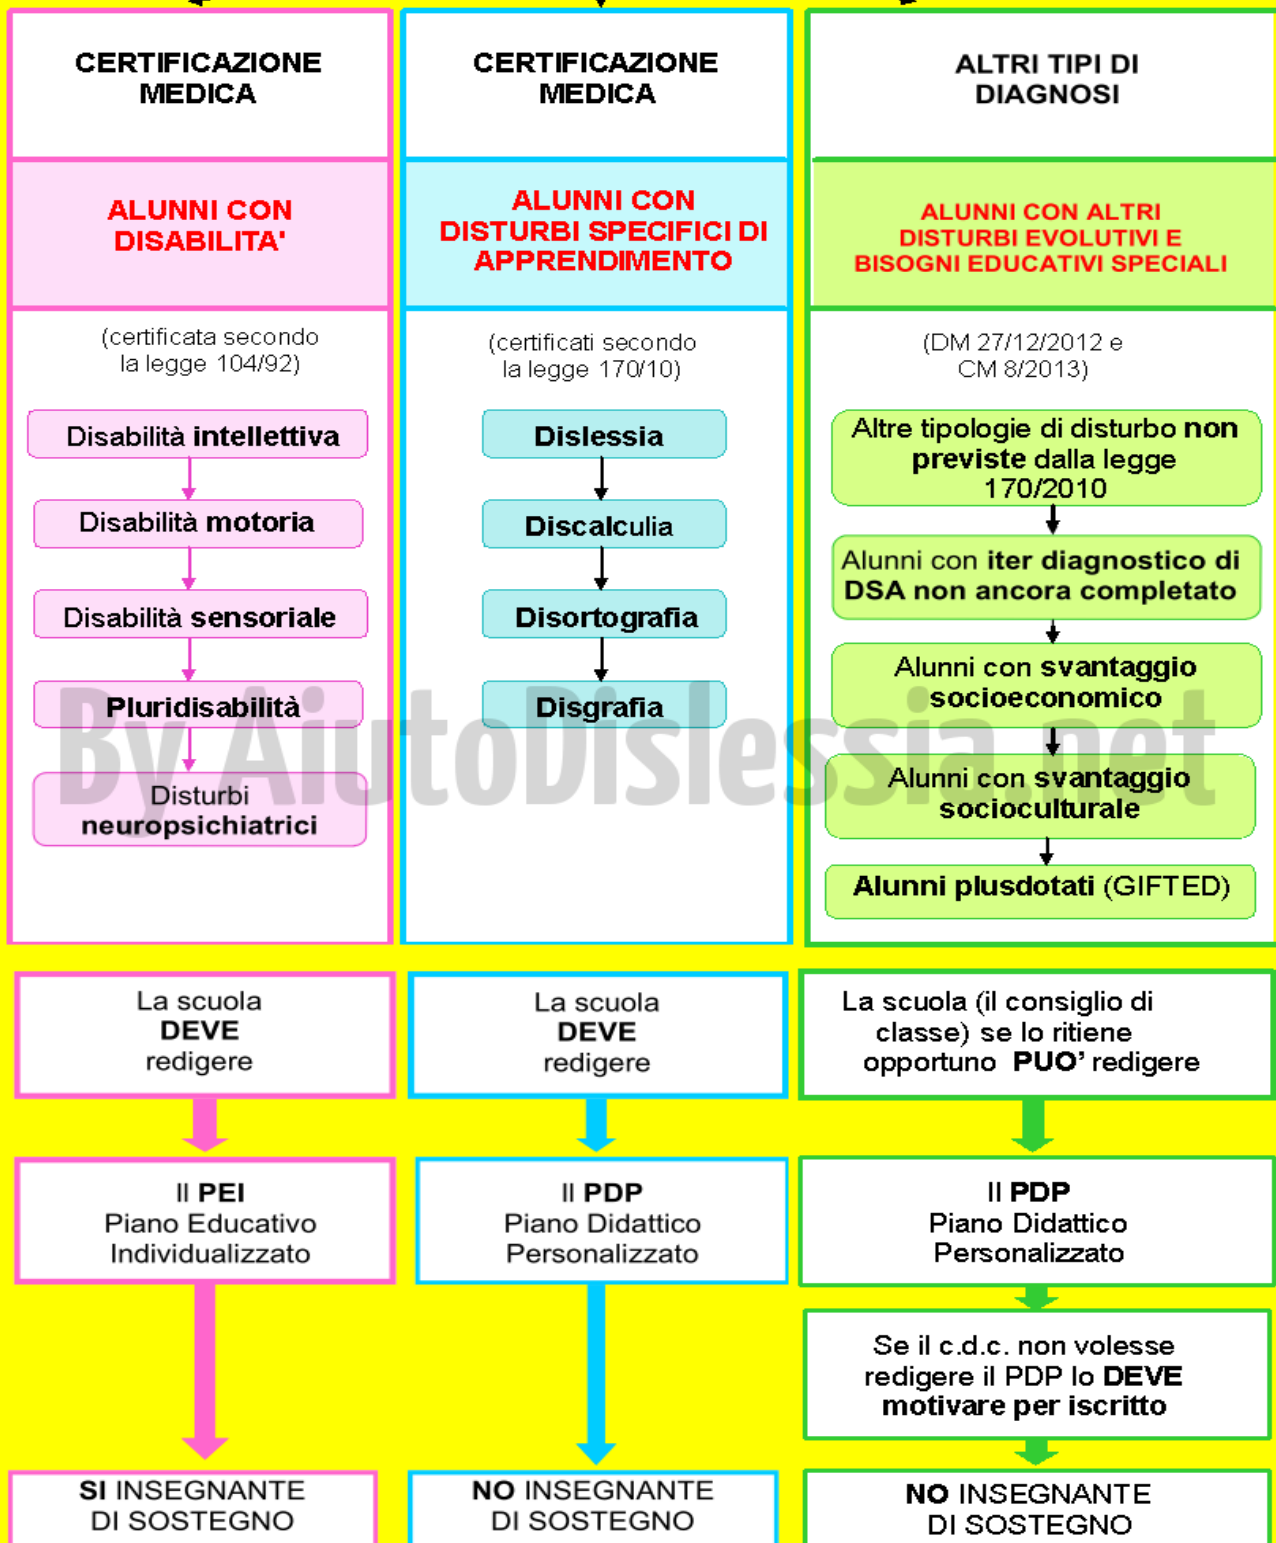 CERTIFICAZIONE
MEDICA
ALUNNI CON
DISABILITA'
(certificata secondo
la legge 104/92)
Disabilità intellettiva
Disabilità motoria
Disabilità sensoriale
Pluridisabilità
Disturbi
neuropsichiatrici
La scuola
DEVE
redigere
Il PEI
Piano Educativo
Individualizzato
SI INSEGNANTE
DI SOSTEGNO
CERTIFICAZIONE
MEDICA
ALUNNI CON
DISTURBI SPECIFICI DI
APPRENDIMENTO
(certificati secondo
la legge 170/10)
Dislessia
Discalculia
Disortografia
Disgrafia
La scuola
DEVE
redigere
Il PDP
Piano Didattico
Personalizzato
NO INSEGNANTE
DI SOSTEGNO
ALTRI TIPI DI
DIAGNOSI
ALUNNI CON ALTRI
DISTURBI EVOLUTIVI E
BISOGNI EDUCATIVI SPECIALI
(DM 27/12/2012 e
CM 8/2013)
Altre tipologie di disturbo non
previste dalla legge
170/2010
Alunni con iter diagnostico di
DSA non ancora completato
Alunni con svantaggio
socioeconomico
Alunni con svantaggio
socioculturale
Alunni plusdotati (GIFTED)
La scuola (il consiglio di
classe) se lo ritiene
opportuno PUO' redigere
Il PDP
Piano Didattico
Personalizzato
Se il c.d.c. non volesse
redigere il PDP lo DEVE
motivare per iscritto
NO INSEGNANTE
DI SOSTEGNO
By AiutoDislessia.net